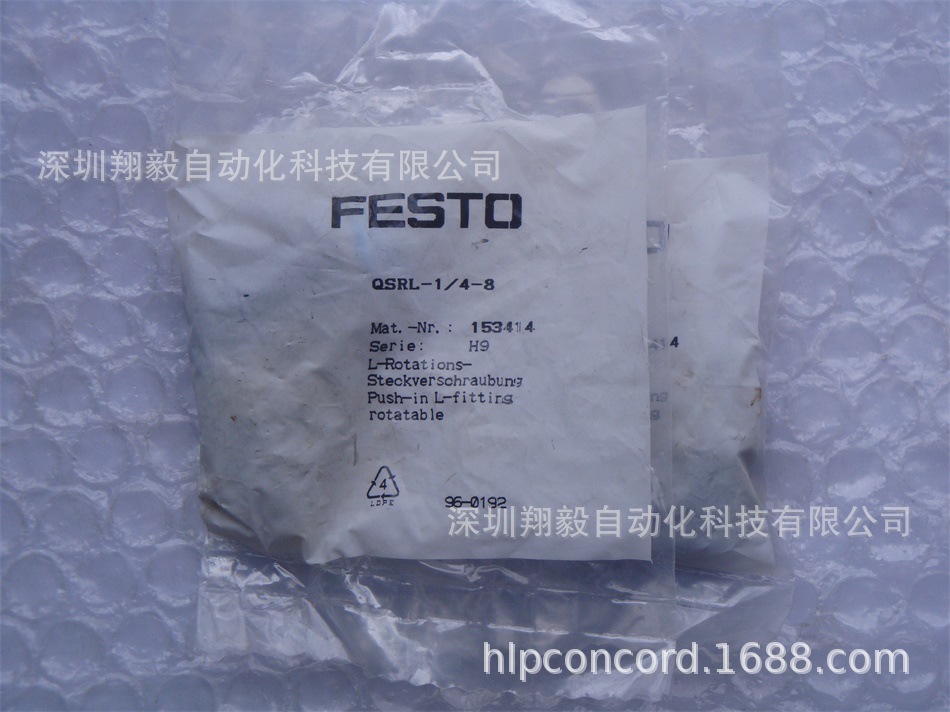 深圳翔毅自动化科技有限公司
FESTO
QSRL-1/4-8
Mat.-Nr.: 153414
Serie: H9
L-Rotations-
Steckverschraubung
Push-in L-fitting
rotatable
4
LDPE
96-0192
14
ng
深圳翔毅自动化科技有限公司
hlpconcord.1688.com